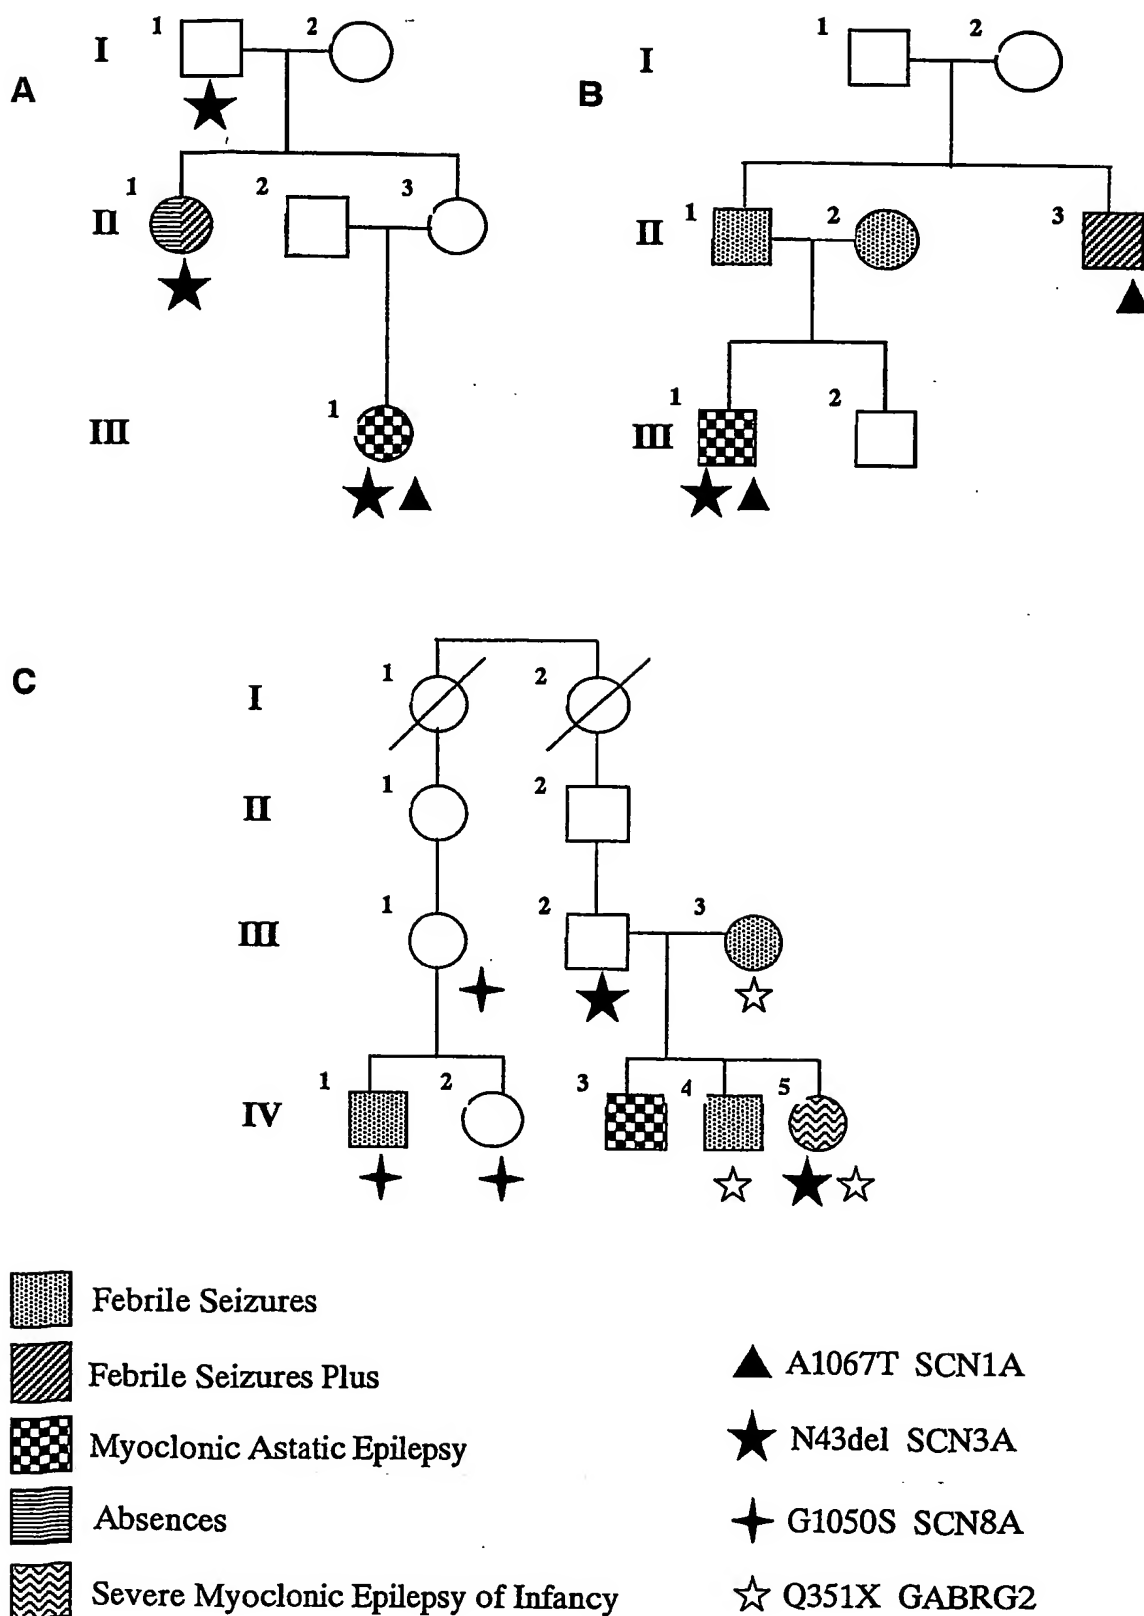 1 2
I
A
1 2 3
II
1
III
1 2
I
B
1 2 3
II
1 2
III
C
1 2
I
1 2
II
1 2 3
III
1 2 3 4 5
IV
Febrile Seizures
Febrile Seizures Plus
Myoclonic Astatic Epilepsy
Absences
Severe Myoclonic Epilepsy of Infancy
A1067T SCN1A
N43del SCN3A
G1050S SCN8A
Q351X GABRG2